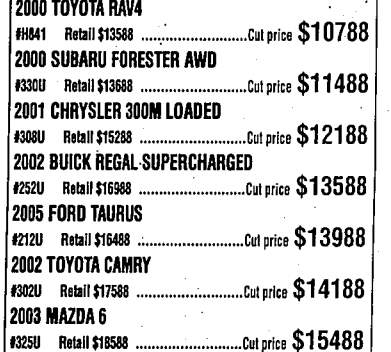 2000 TOYOTA RAV4
#H841 Retail $13588 ........................Cut price $10788
2000 SUBARU FORESTER AWD
#330U Retail $13688 ........................Cut price $11488
2001 CHRYSLER 300M LOADED
#308U Retail $15288 ........................Cut price $12188
2002 BUICK REGAL SUPERCHARGED
#252U Retail $16988 ........................Cut price $13588
2005 FORD TAURUS
#212U Retail $16488 ........................Cut price $13988
2002 TOYOTA CAMRY
#302U Retail $17588 ........................Cut price $14188
2003 MAZDA 6
#325U Retail $18588 ........................Cut price $15488